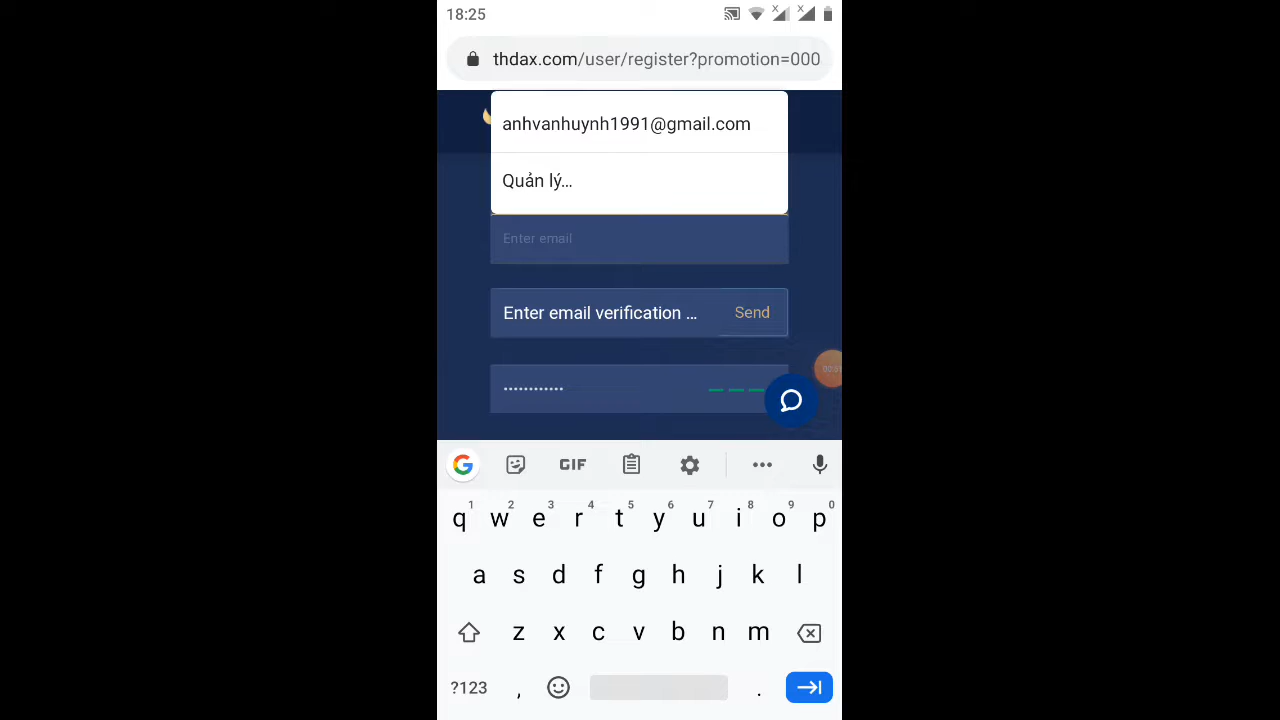 18:25
thdax.com/user/register?promotion=000
anhvanhuynh1991@gmail.com
Quản lý...
Enter email
Enter email verification ... Send
••••••••••••
GIF
1 2 3 4 5 6 7 8 9 0
q w e r t y u i o p
a s d f g h j k l
z x c v b n m
?123 , .